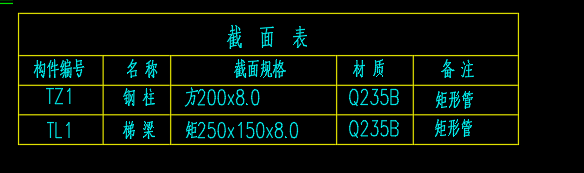 截面表
构件编号 名称 截面规格 材质 备注
TZ1 钢柱 方200x8.0 Q235B 矩形管
TL1 梯梁 矩250x150x8.0 Q235B 矩形管